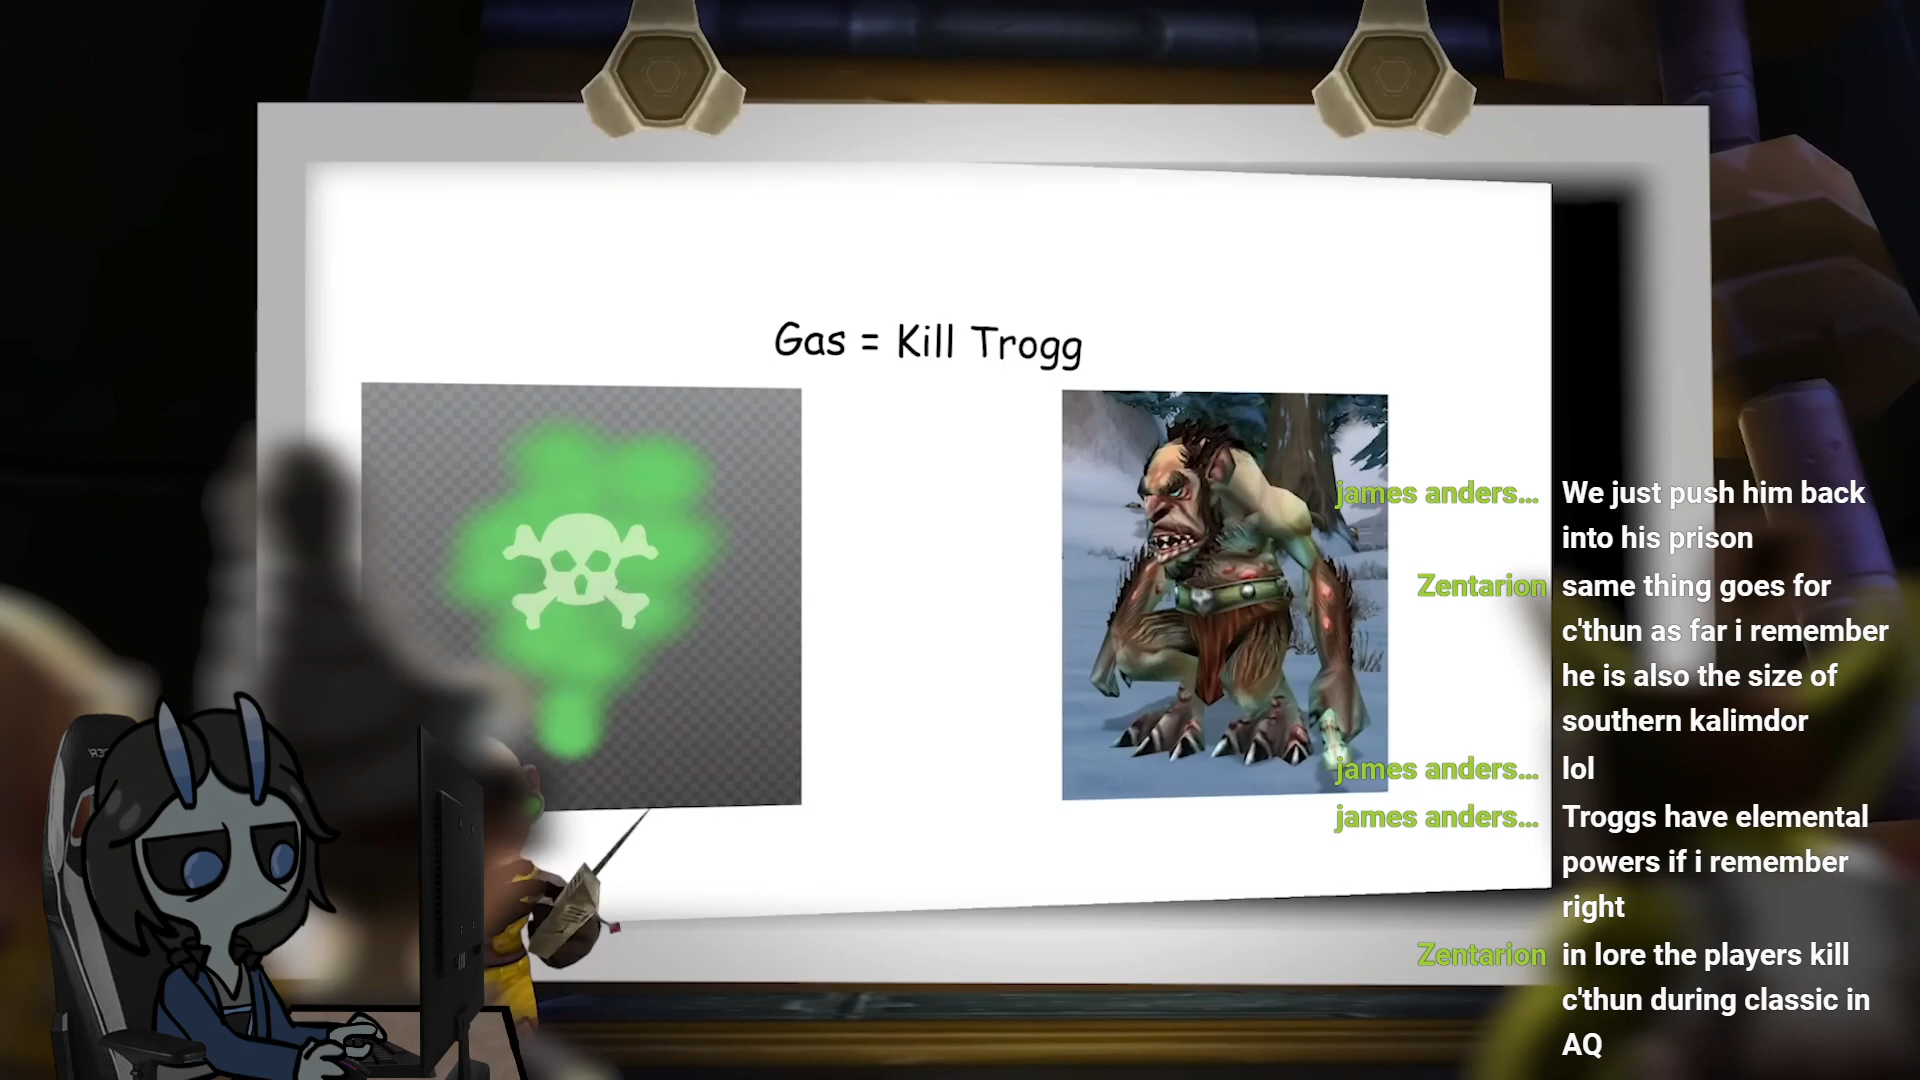 Gas = Kill Trogg
james anders... We just push him back
into his prison
Zentarion same thing goes for
c'thun as far i remember
he is also the size of
southern kalimdor
james anders... lol
james anders... Troggs have elemental
powers if i remember
right
Zentarion in lore the players kill
c'thun during classic in
AQ